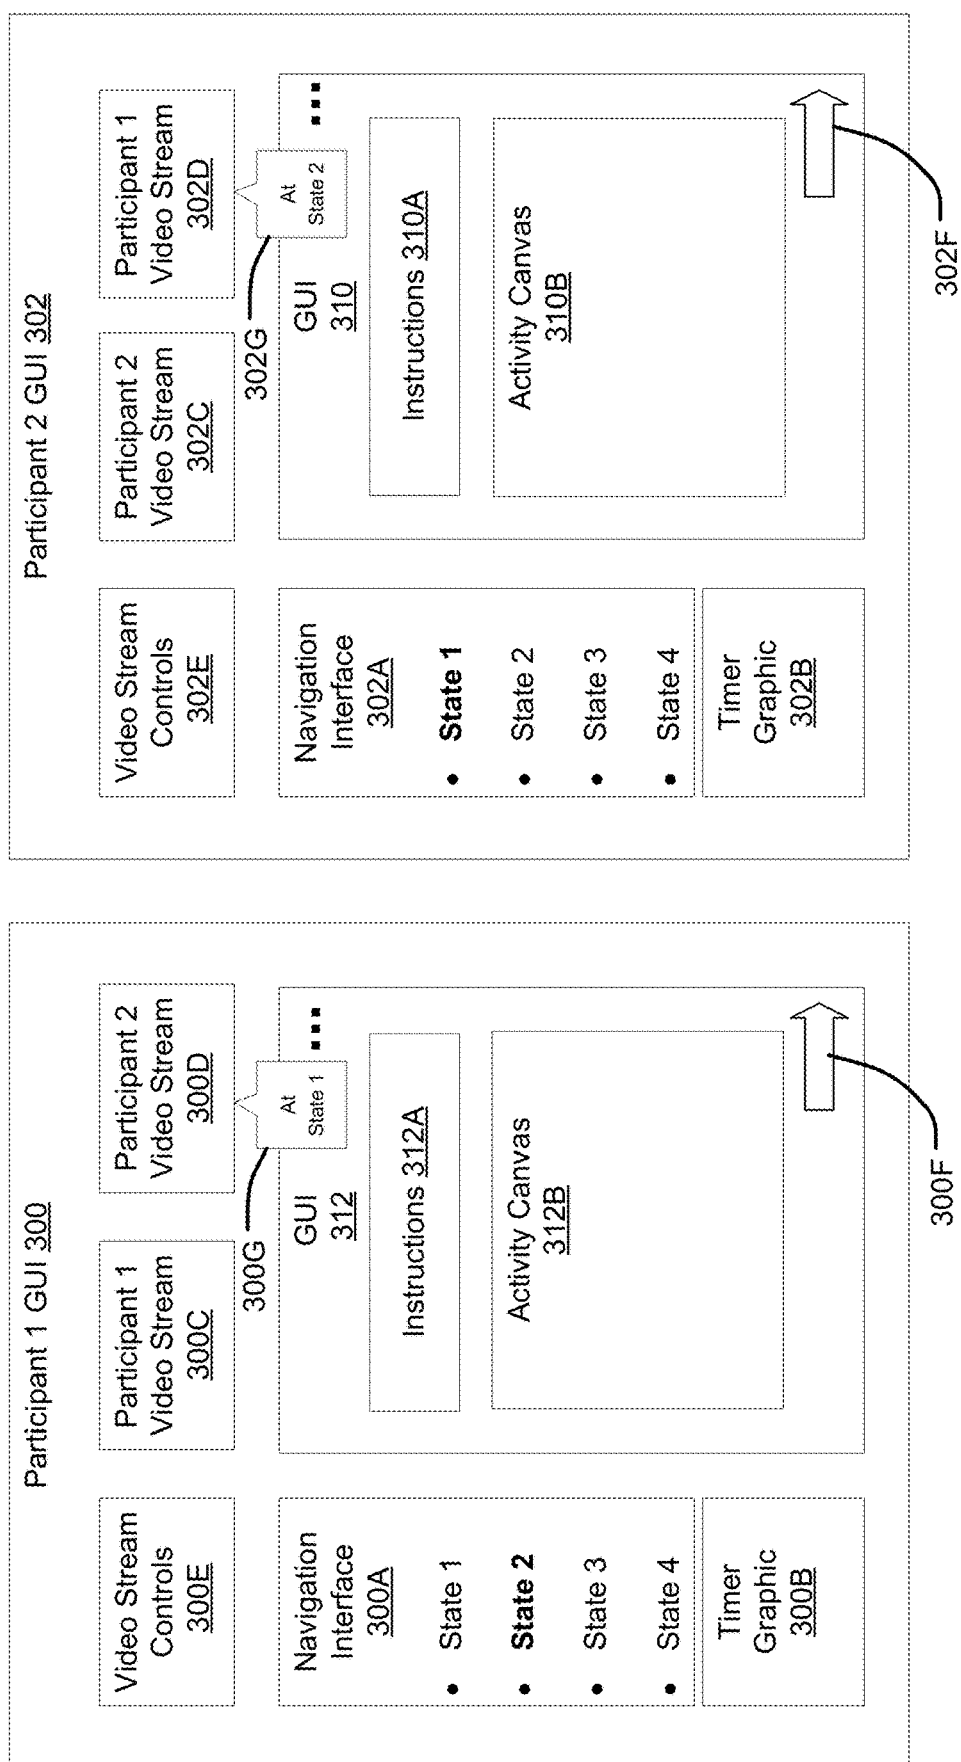 Participant 1 GUI 300
Video Stream
Controls
300E
Participant 1
Video Stream
300C
Participant 2
Video Stream
300D
Navigation
Interface
300A
• State 1
• State 2
• State 3
• State 4
Timer
Graphic
300B
300G
At
State 1
GUI
312
Instructions 312A
Activity Canvas
312B
300F
Participant 2 GUI 302
Video Stream
Controls
302E
Participant 2
Video Stream
302C
Participant 1
Video Stream
302D
Navigation
Interface
302A
• State 1
• State 2
• State 3
• State 4
Timer
Graphic
302B
302G
At
State 2
GUI
310
Instructions 310A
Activity Canvas
310B
302F